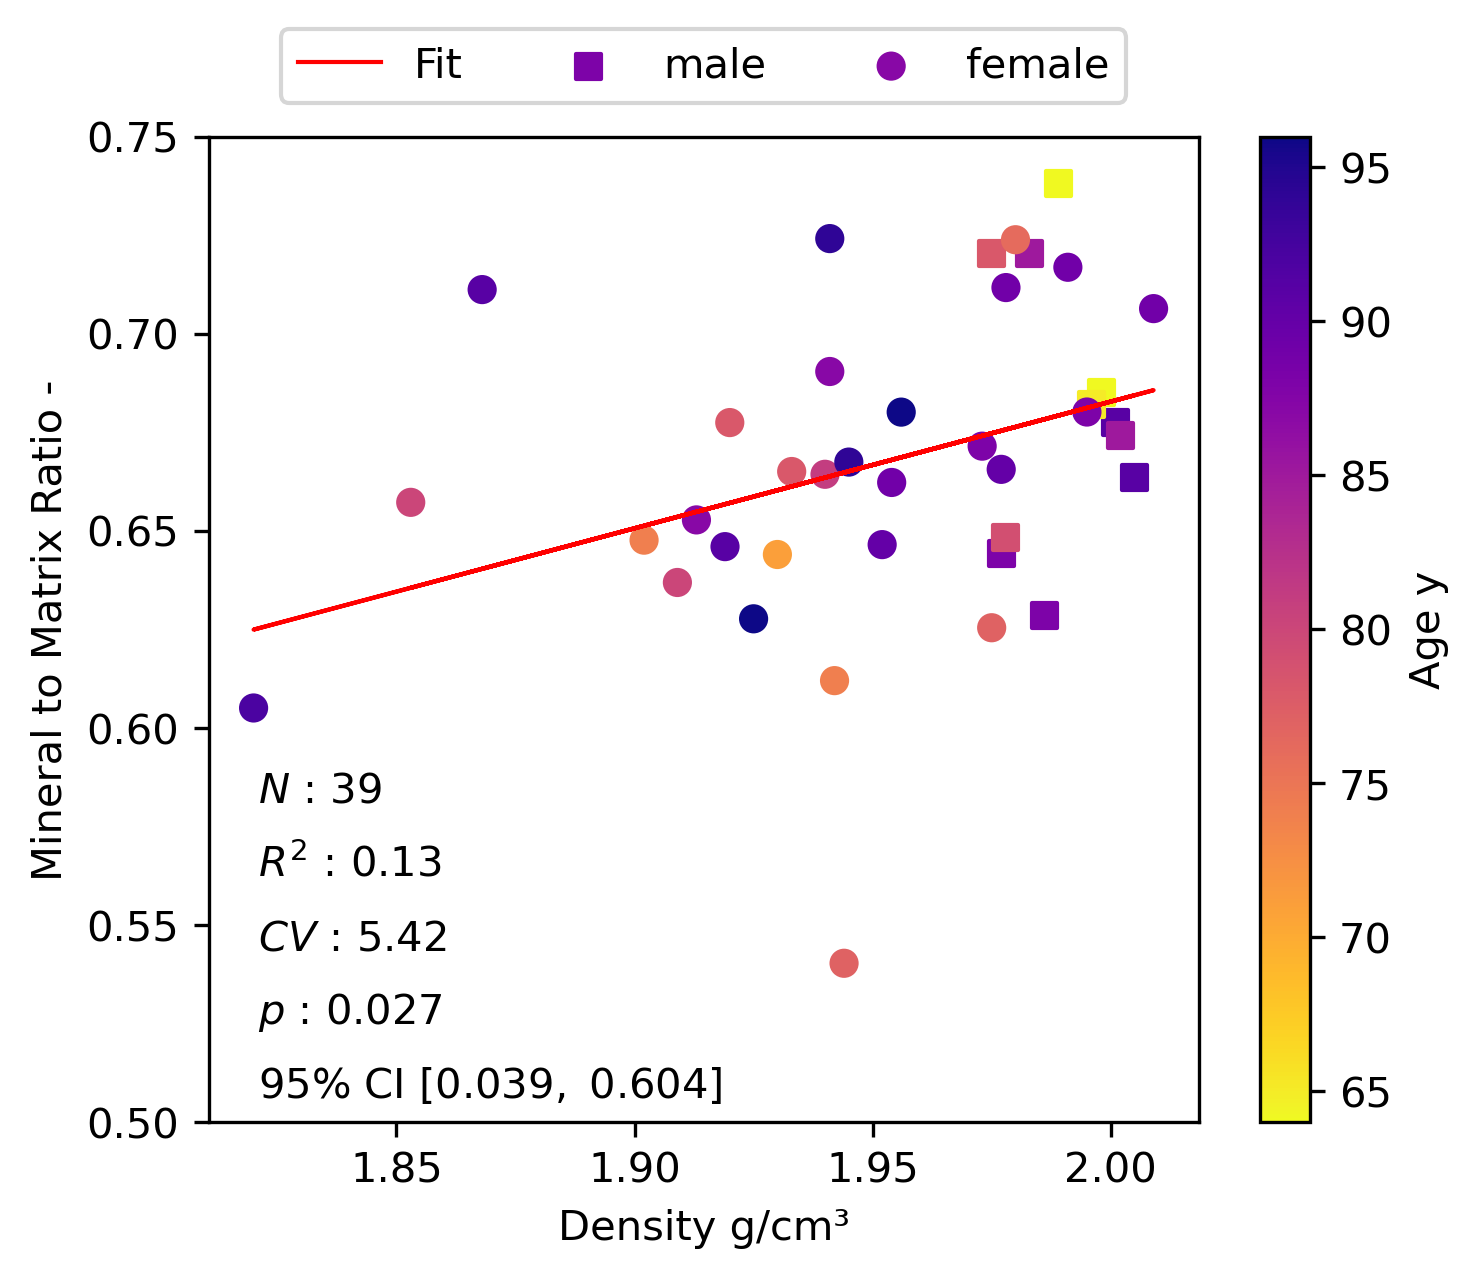 Fit male female
0.75
0.70
0.65
0.60
0.55
0.50
Mineral to Matrix Ratio -
N : 39
R² : 0.13
CV : 5.42
p : 0.027
95% CI [0.039, 0.604]
1.85 1.90 1.95 2.00
Density g/cm³
95
90
85
80
75
70
65
Age y